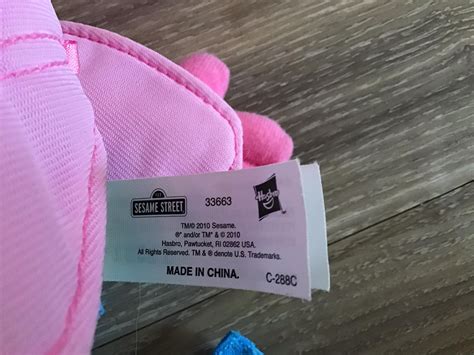 SESAME STREET 33663 Hasbro
TM/© 2010 Sesame.
®* and/or TM* & © 2010
Hasbro, Pawtucket, RI 02862 USA.
All Rights Reserved. TM & ® denote U.S. Trademarks.
MADE IN CHINA. C-288C